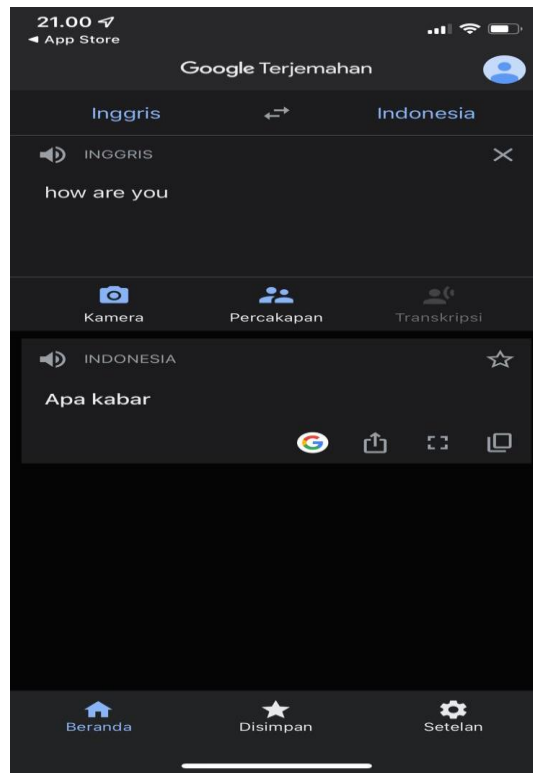 21.00
◀ App Store
Google Terjemahan
Inggris Indonesia
INGGRIS
how are you
Kamera Percakapan Transkripsi
INDONESIA
Apa kabar
G
Beranda Disimpan Setelan